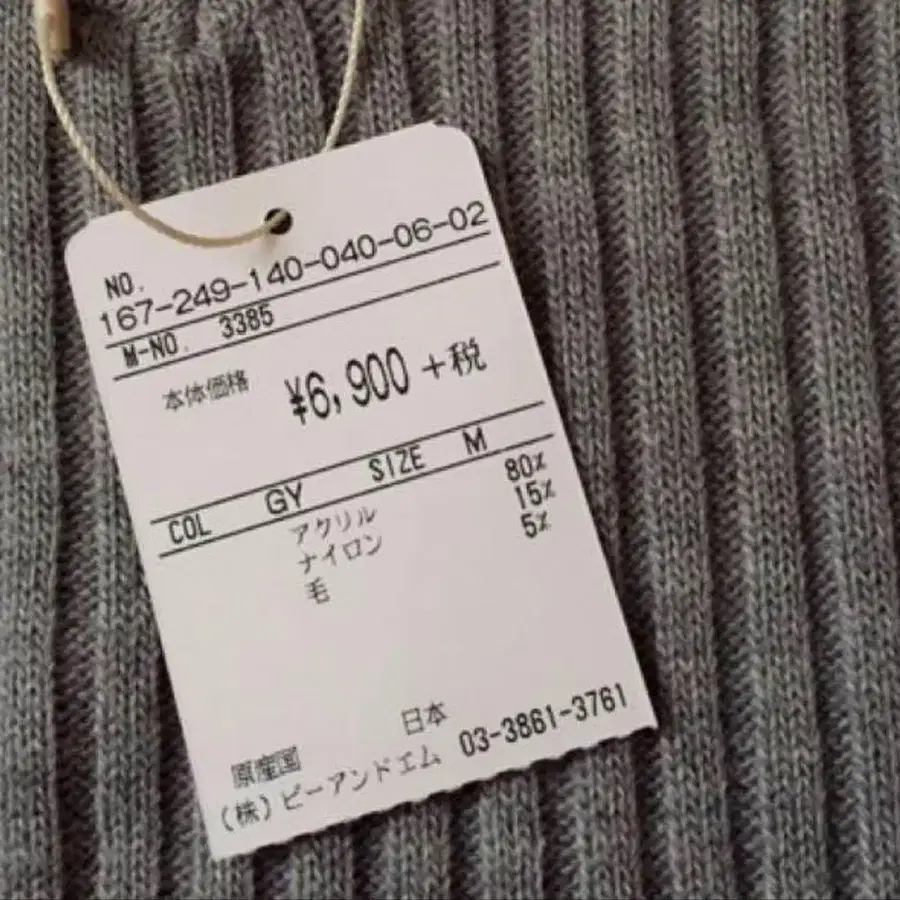 NO.
167-249-140-040-06-02
M-NO. 3385
本体価格 ¥6,900 +税
COL GY SIZE M
アクリル 80%
ナイロン 15%
毛 5%
原産国 日本
(株)ピーアンドエム 03-3861-3761